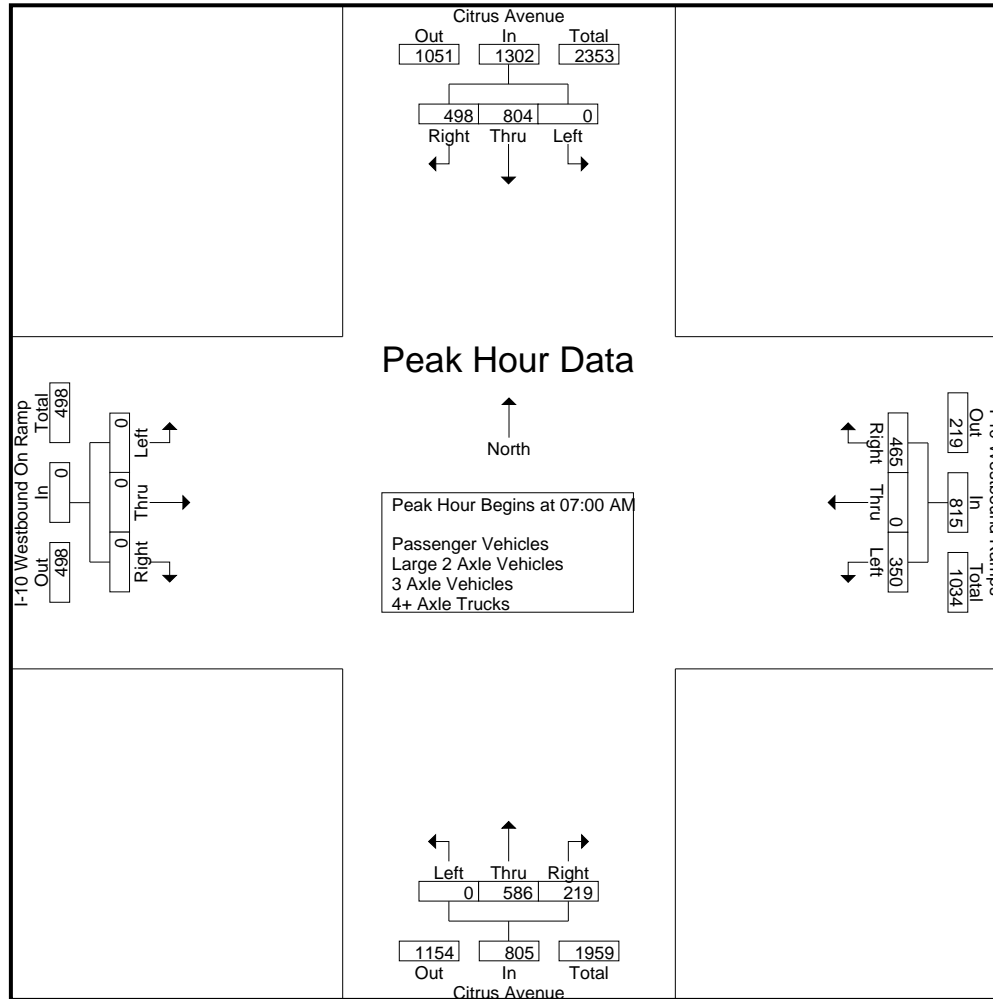 Citrus Avenue
Out In Total
1051 1302 2353
498 804 0
Right Thru Left
Peak Hour Data
North
Peak Hour Begins at 07:00 AM
Passenger Vehicles
Large 2 Axle Vehicles
3 Axle Vehicles
4+ Axle Trucks
I-10 Westbound On Ramp
Out In Total
498 0 498
0 0 0
Left Thru Right
Out In Total
219 815 1034
465 0 350
Right Thru Left
Left Thru Right
0 586 219
1154 805 1959
Out In Total
Citrus Avenue